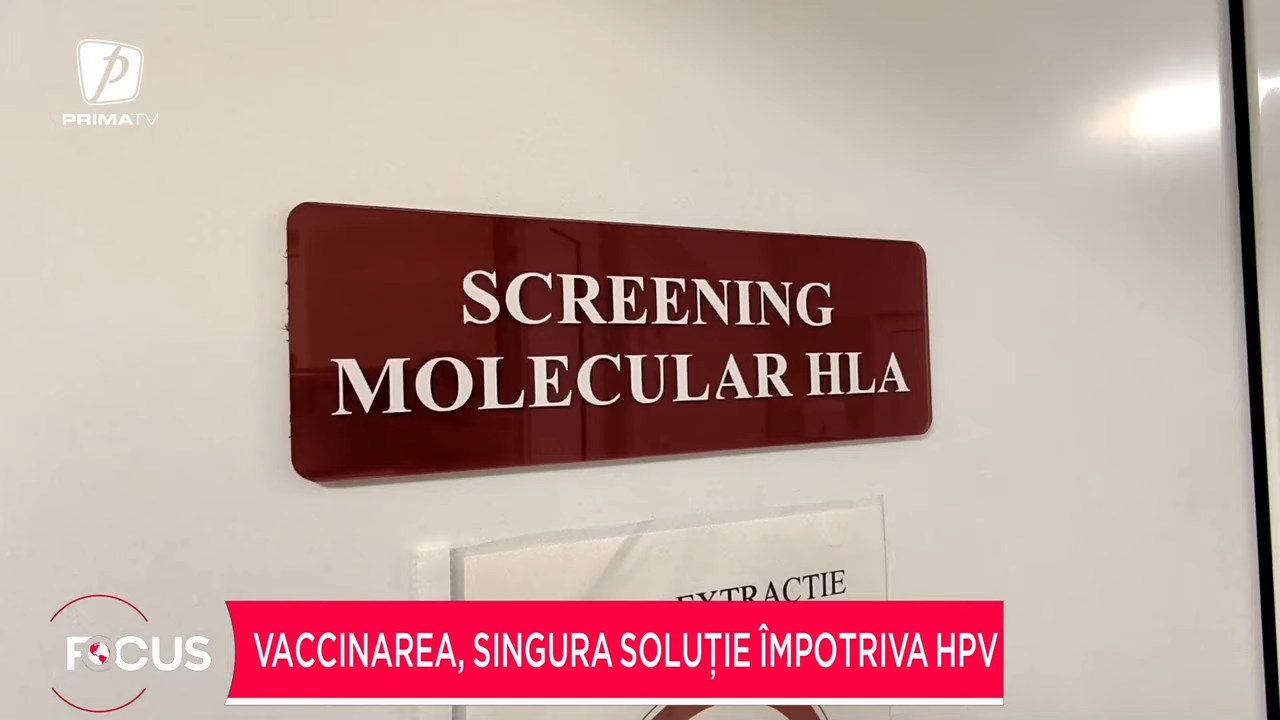 PRIMATV
SCREENING
MOLECULAR HLA
EXTRACTIE
FOCUS
VACCINAREA, SINGURA SOLUȚIE ÎMPOTRIVA HPV